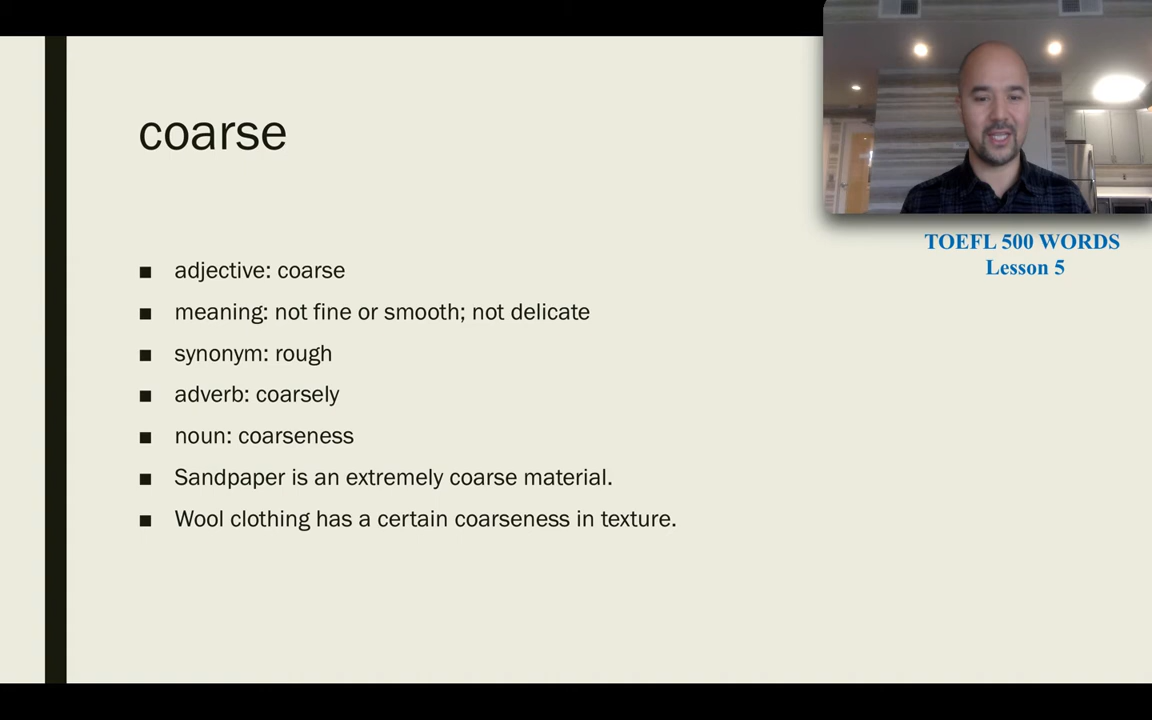 coarse
TOEFL 500 WORDS
Lesson 5
■ adjective: coarse
■ meaning: not fine or smooth; not delicate
■ synonym: rough
■ adverb: coarsely
■ noun: coarseness
■ Sandpaper is an extremely coarse material.
■ Wool clothing has a certain coarseness in texture.